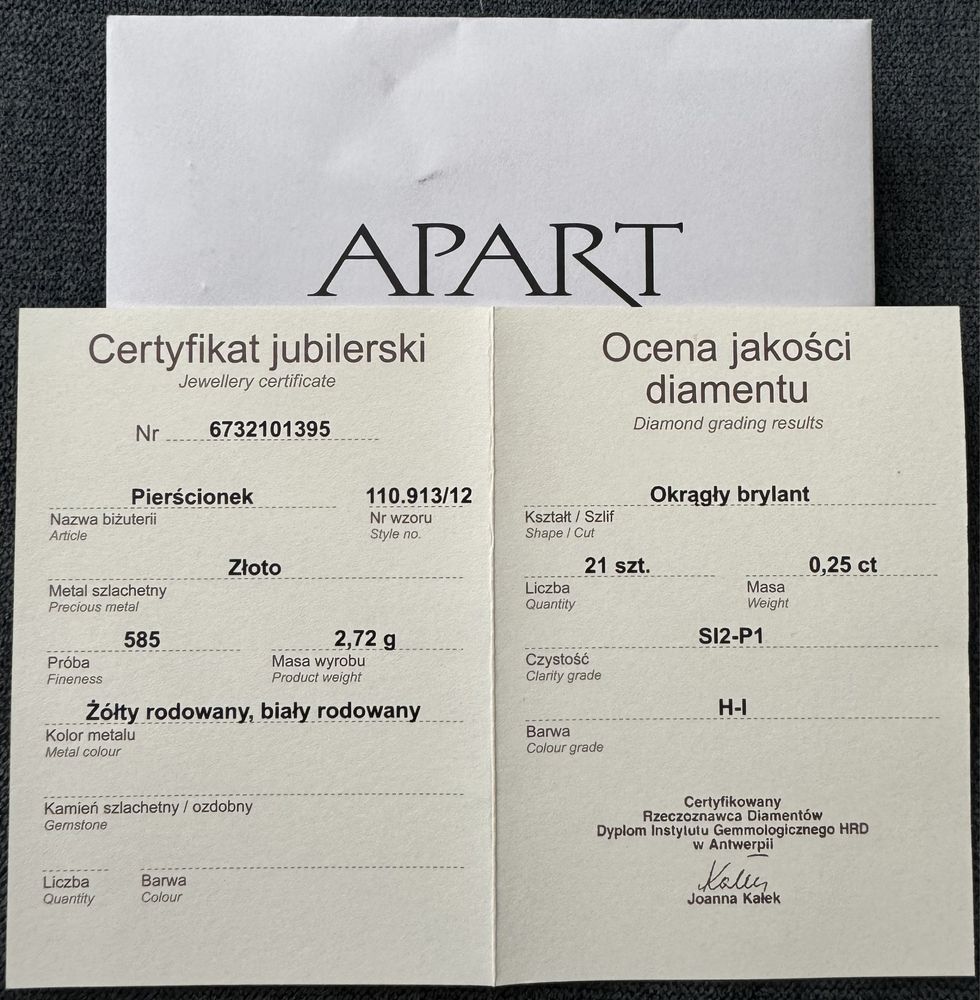 APART
Certyfikat jubilerski
Jewellery certificate
Nr 6732101395
Pierścionek 110.913/12
Nazwa biżuterii Nr wzoru
Article Style no.
Złoto
Metal szlachetny
Precious metal
585 2,72 g
Próba Masa wyrobu
Fineness Product weight
Żółty rodowany, biały rodowany
Kolor metalu
Metal colour
Kamień szlachetny / ozdobny
Gemstone
Liczba Barwa
Quantity Colour
Ocena jakości
diamentu
Diamond grading results
Okrągły brylant
Kształt / Szlif
Shape / Cut
21 szt. 0,25 ct
Liczba Masa
Quantity Weight
SI2-P1
Czystość
Clarity grade
H-I
Barwa
Colour grade
Certyfikowany
Rzeczoznawca Diamentów
Dyplom Instytutu Gemmologicznego HRD
w Antwerpii
Kałek
Joanna Kałek